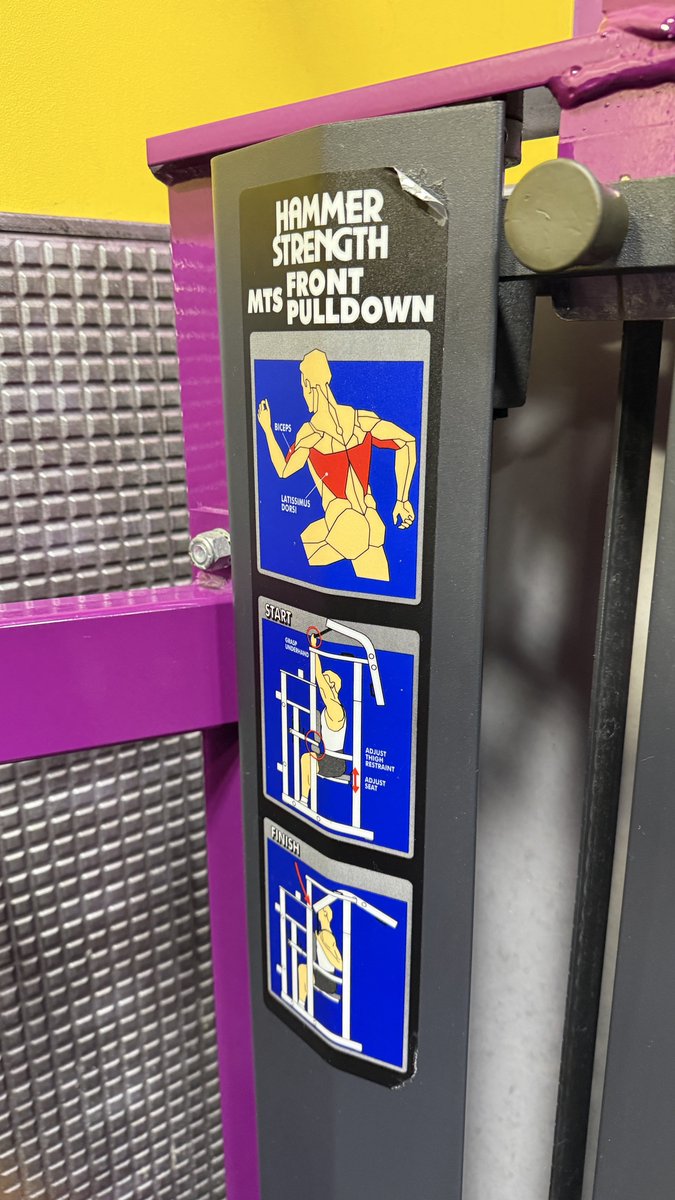 HAMMER
STRENGTH
MTS FRONT
PULLDOWN
BICEPS
LATISSIMUS
DORSI
START
GRASP
UNDERHAND
ADJUST
THIGH
RESTRAINT
ADJUST
SEAT
FINISH